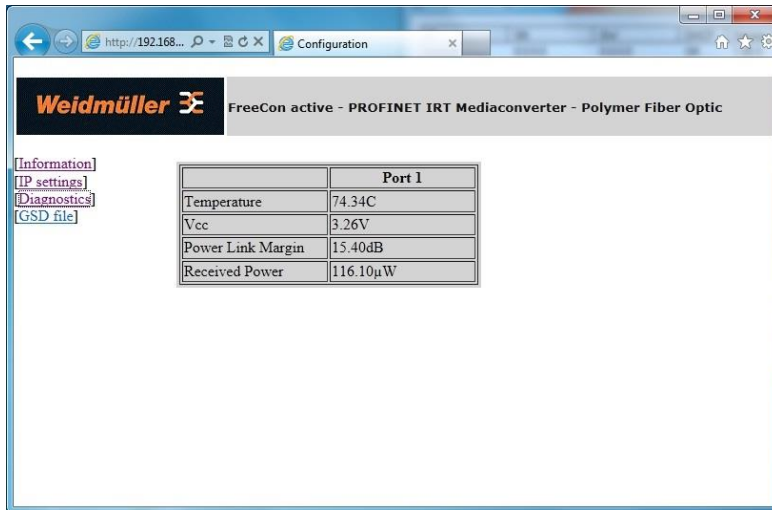 http://192.168...
Configuration
Weidmüller
FreeCon active - PROFINET IRT Mediaconverter - Polymer Fiber Optic
[Information]
[IP settings]
[Diagnostics]
[GSD file]
Port 1
Temperature 74.34C
Vcc 3.26V
Power Link Margin 15.40dB
Received Power 116.10µW